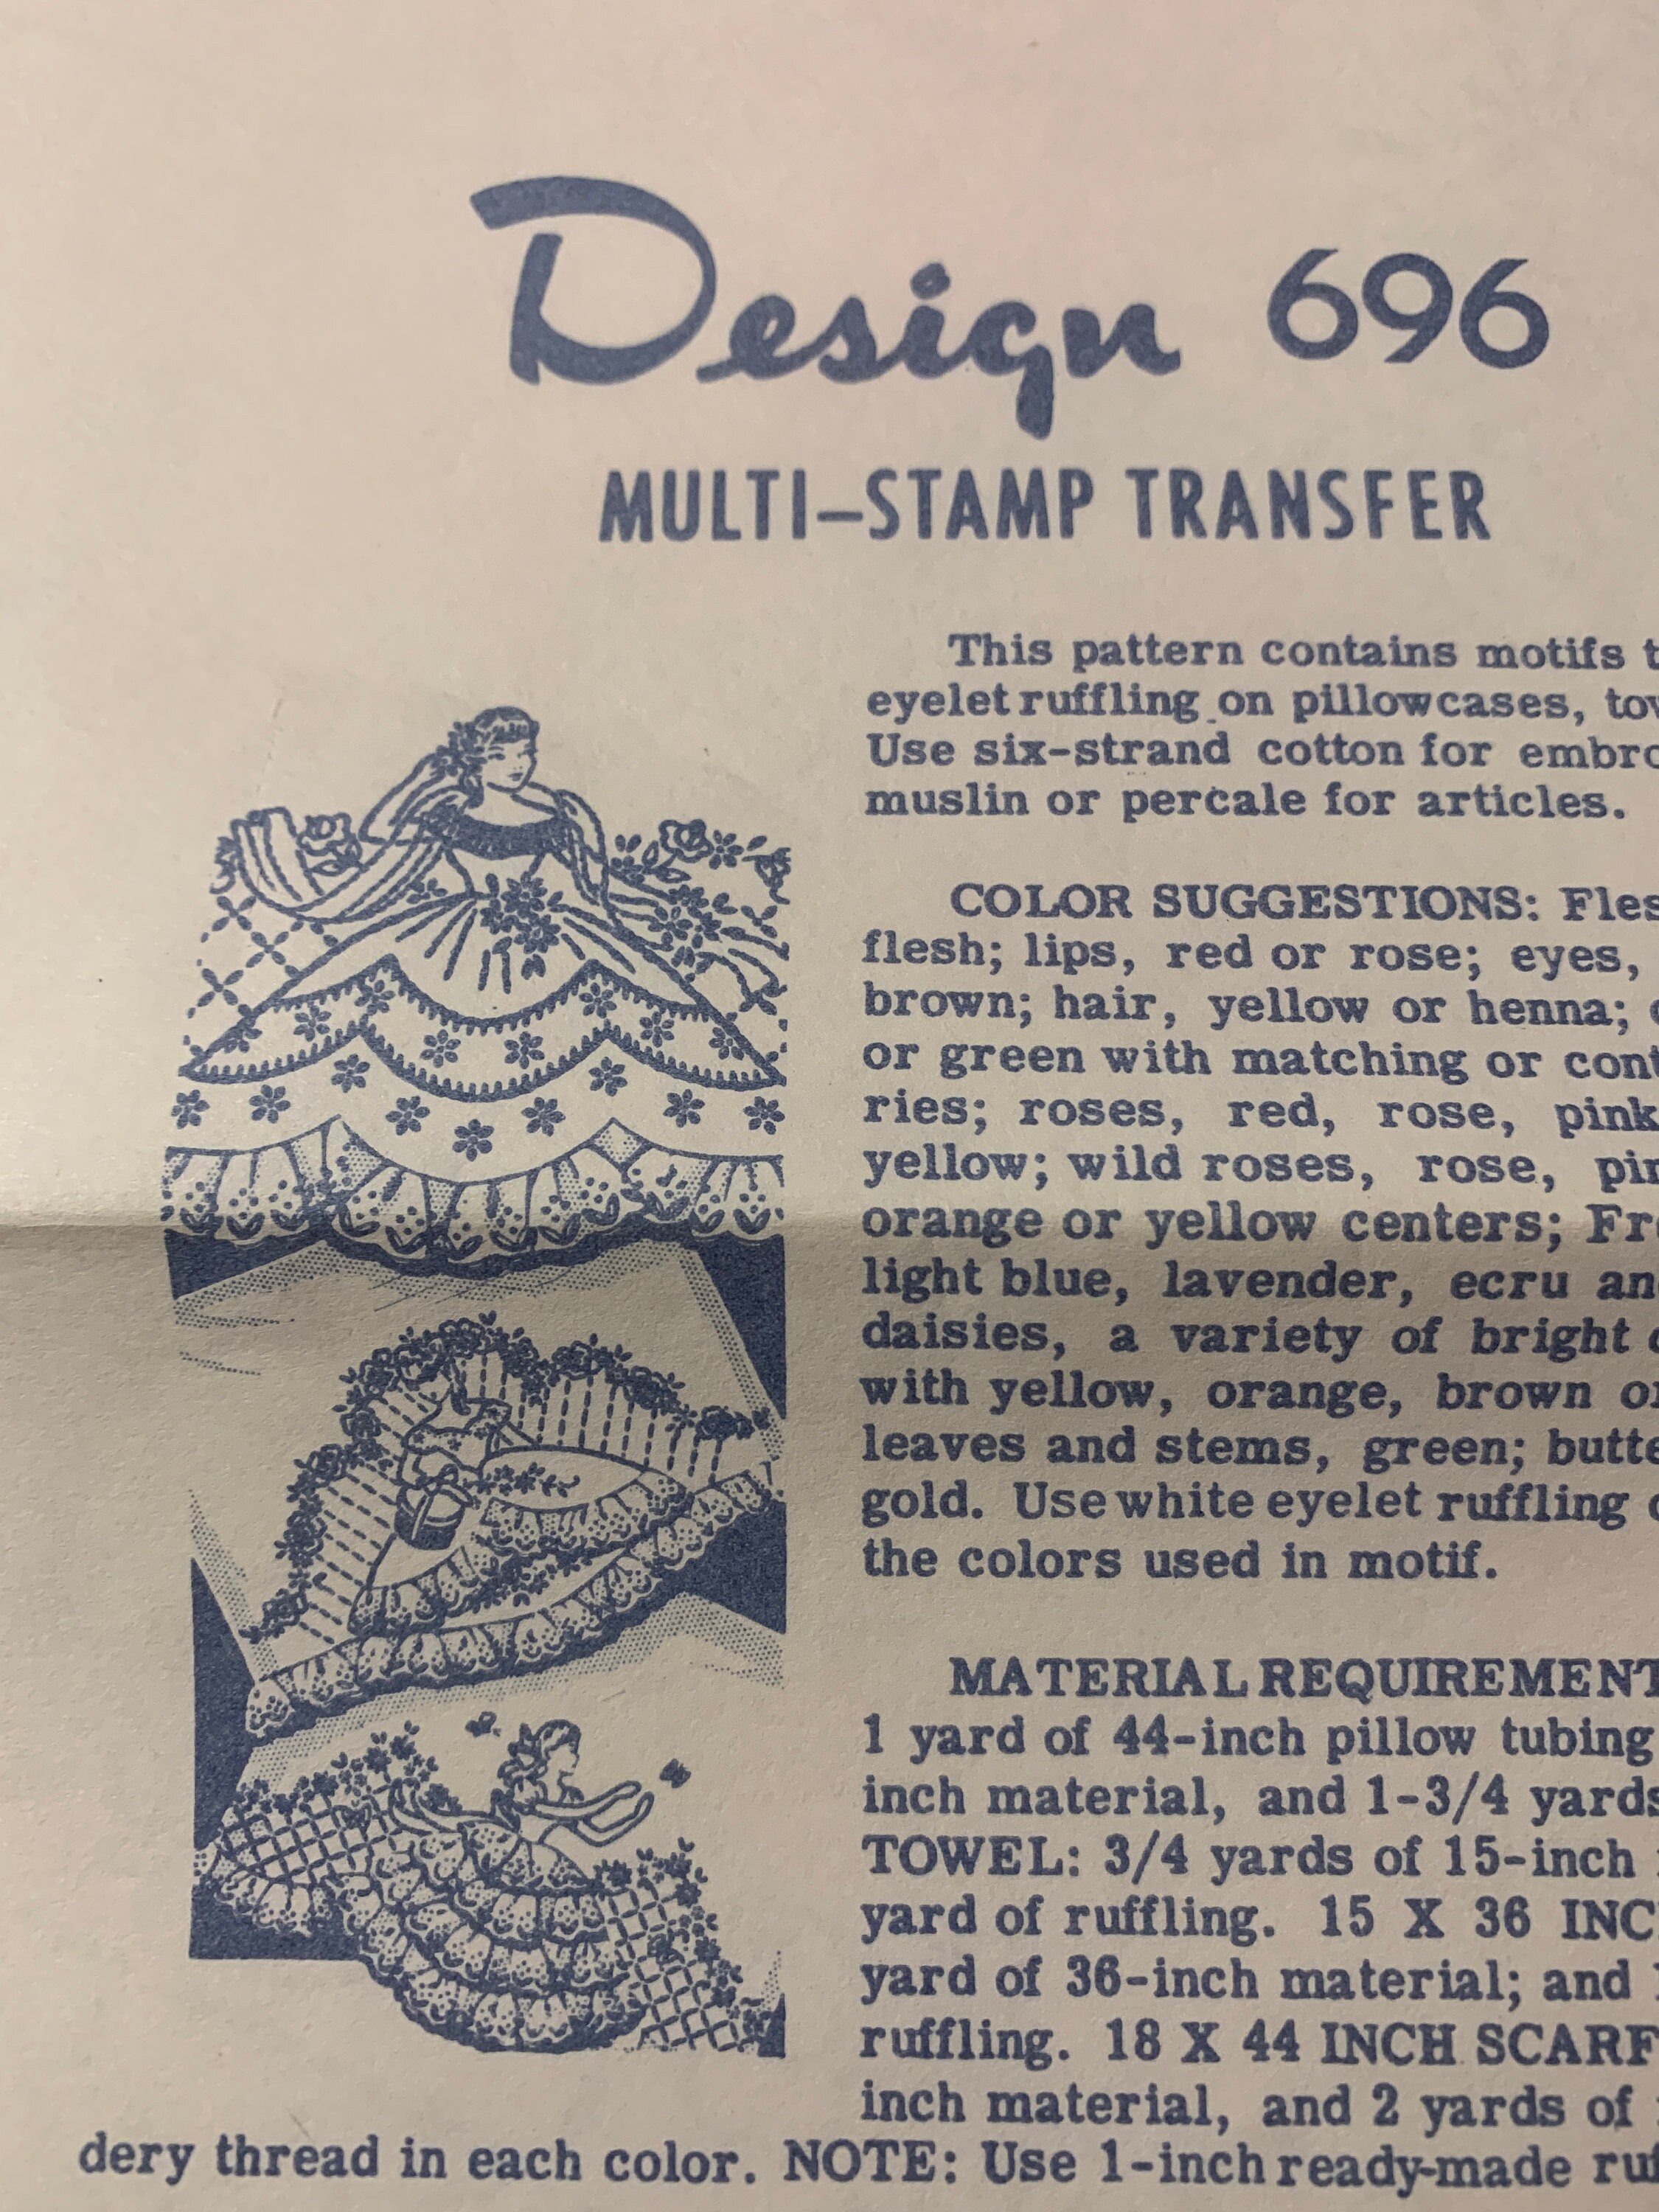 Design 696
MULTI-STAMP TRANSFER
This pattern contains motifs
eyelet ruffling on pillowcases,
Use six-strand cotton for
muslin or percale for articles.
COLOR SUGGESTIONS:
flesh; lips, red or rose; eyes,
brown; hair, yellow or henna;
or green with matching or
ries; roses, red, rose, pink
yellow; wild roses, rose,
orange or yellow centers;
light blue, lavender, ecru
daisies, a variety of bright
with yellow, orange, brown
leaves and stems, green;
gold. Use white eyelet ruffling
the colors used in motif.
MATERIAL REQUIREMENT
1 yard of 44-inch pillow tubing
inch material, and 1-3/4 yards
TOWEL: 3/4 yards of 15-inch
yard of ruffling. 15 X 36
yard of 36-inch material; and
ruffling. 18 X 44 INCH SCARF
inch material, and 2 yards of
dery thread in each color. NOTE: Use 1-inch ready-made